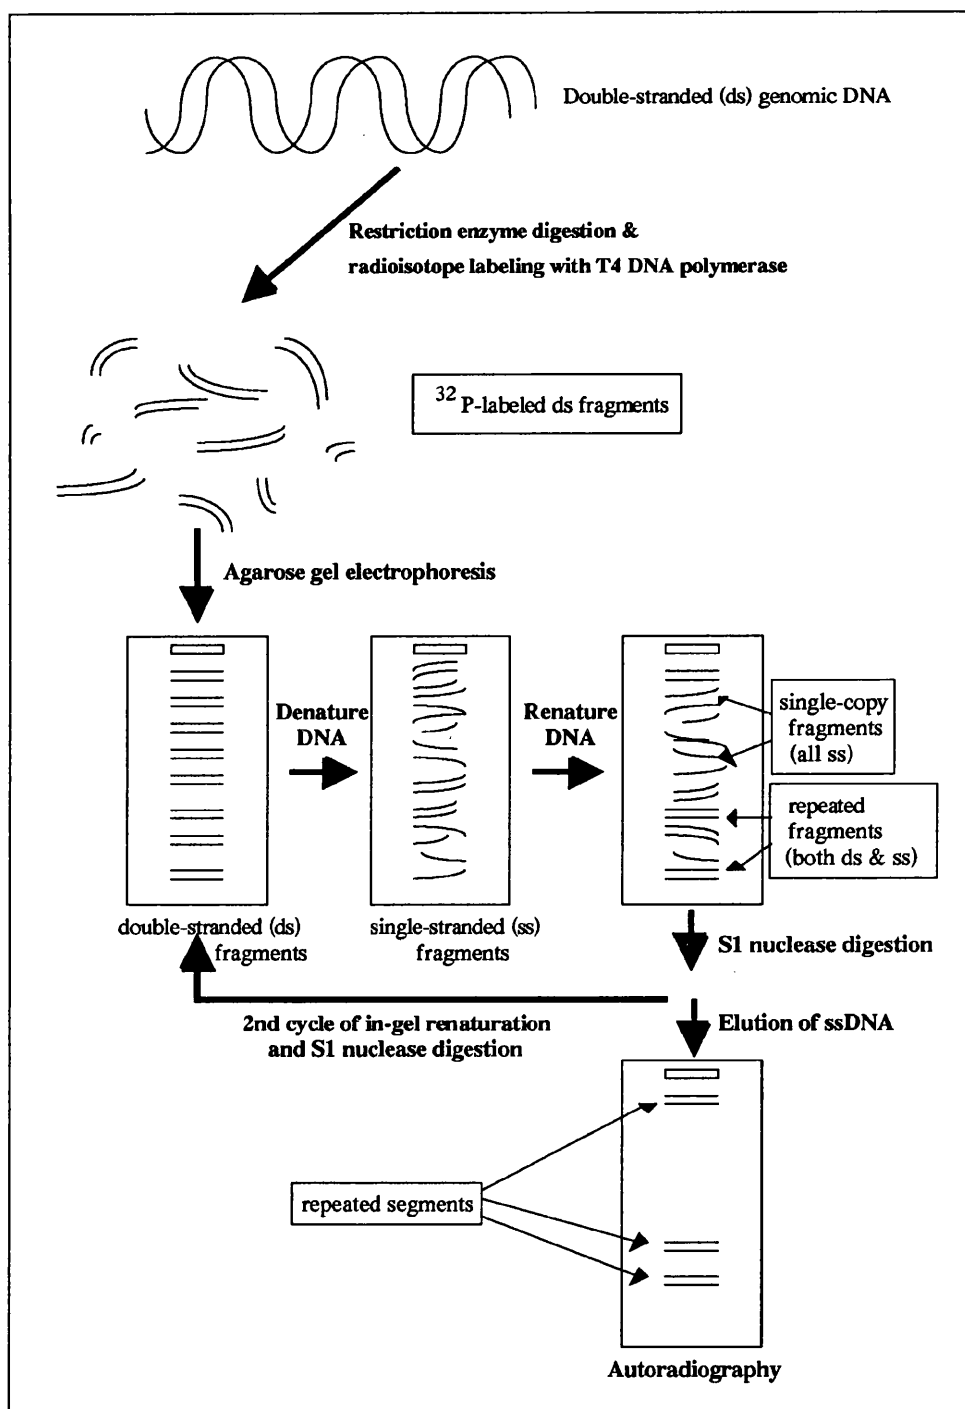 Double-stranded (ds) genomic DNA
Restriction enzyme digestion &
radioisotope labeling with T4 DNA polymerase
32 P-labeled ds fragments
Agarose gel electrophoresis
Denature
DNA
Renature
DNA
single-copy
fragments
(all ss)
repeated
fragments
(both ds & ss)
double-stranded (ds)
fragments
single-stranded (ss)
fragments
S1 nuclease digestion
2nd cycle of in-gel renaturation
and S1 nuclease digestion
Elution of ssDNA
repeated segments
Autoradiography